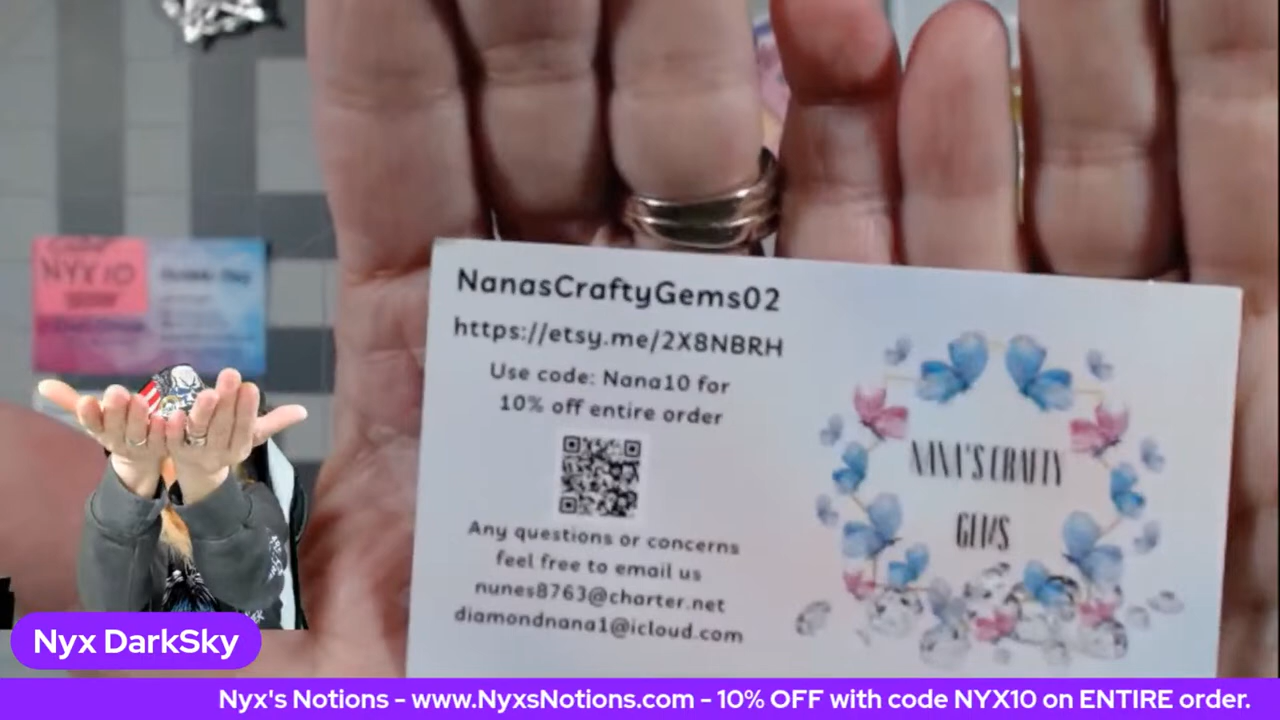 NYX10
NanasCraftyGems02
https://etsy.me/2X8NBRH
Use code: Nana10 for
10% off entire order
Any questions or concerns
feel free to email us
nunes8763@charter.net
diamondnana1@icloud.com
NANA'S CRAFTY
GEMS
Nyx DarkSky
Nyx's Notions - www.NyxsNotions.com - 10% OFF with code NYX10 on ENTIRE order.